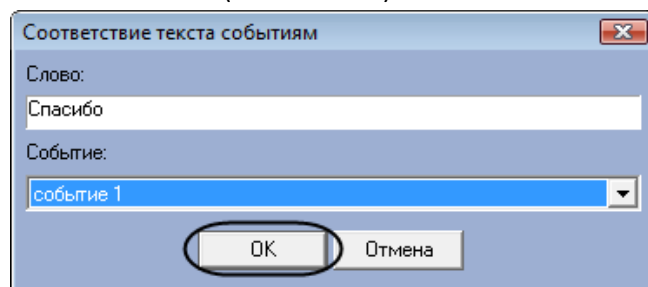 Соответствие текста событиям
Слово:
Спасибо
Событие:
событие 1
OK Отмена